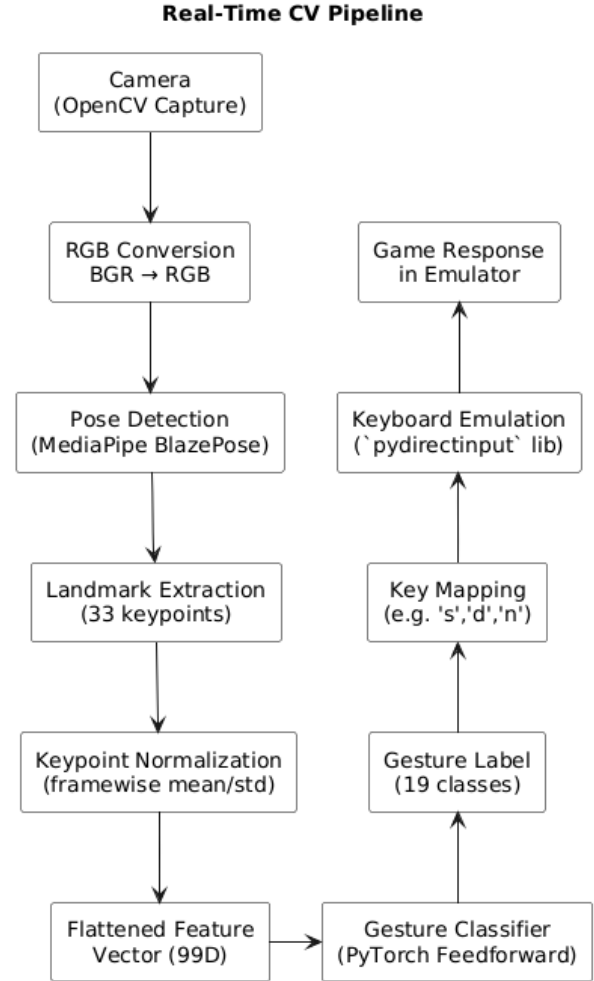 Real-Time CV Pipeline
Camera
(OpenCV Capture)
RGB Conversion
BGR → RGB
Pose Detection
(MediaPipe BlazePose)
Landmark Extraction
(33 keypoints)
Keypoint Normalization
(framewise mean/std)
Flattened Feature
Vector (99D)
Gesture Classifier
(PyTorch Feedforward)
Gesture Label
(19 classes)
Key Mapping
(e.g. 's','d','n')
Keyboard Emulation
(`pydirectinput` lib)
Game Response
in Emulator